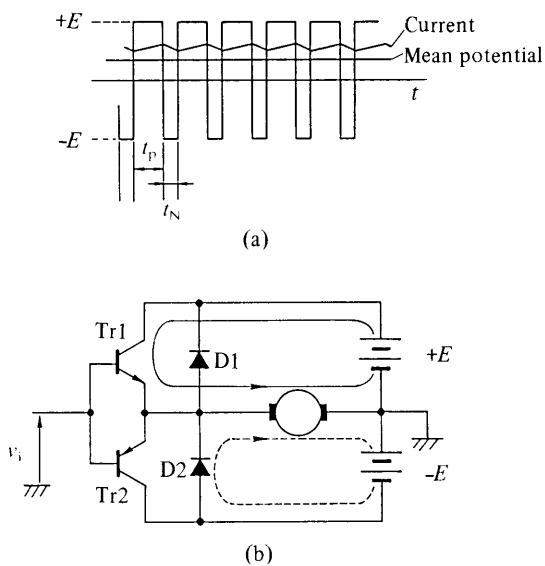 +E
Current
Mean potential
t
-E
tp
tN
(a)
Tr1
D1
+E
vi
D2
Tr2
-E
(b)